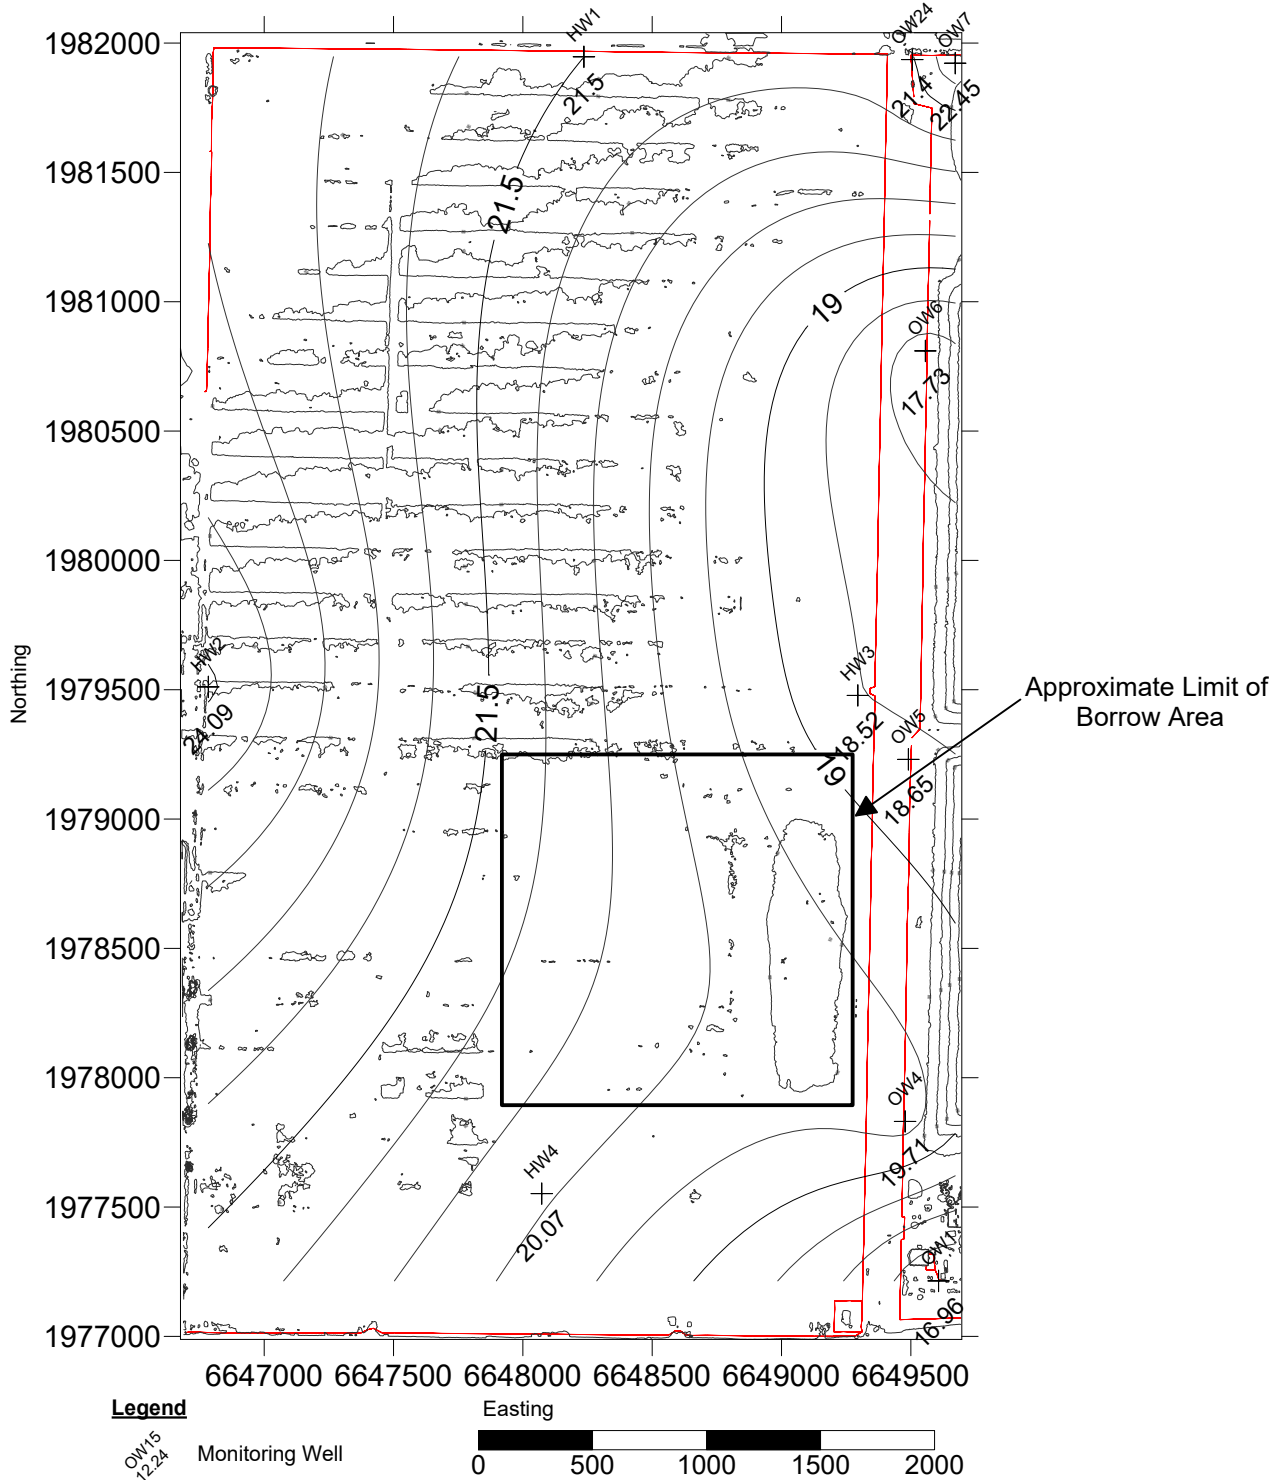 HW1
OW24
OW7
1982000
21.5
21.4
22.45
1981500
21.5
1981000
19
OW6
17.73
1980500
1980000
HW2
HW3
1979500
24.09
21.5
18.52
OW5
Approximate Limit of
Borrow Area
19
18.65
1979000
1978500
1978000
OW4
19.71
HW4
1977500
20.07
OW1
16.96
1977000
Northing
6647000 6647500 6648000 6648500 6649000 6649500
Easting
Legend
OW15
12.24
Monitoring Well
0 500 1000 1500 2000